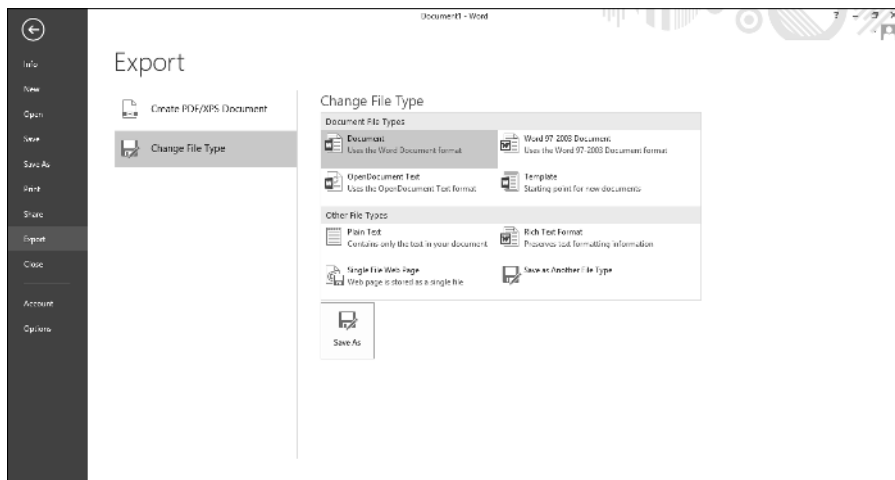 Document1 - Word
?
Info
New
Open
Save
Save As
Print
Share
Export
Close
Account
Options
Export
Create PDF/XPS Document
Change File Type
Change File Type
Document File Types
Document
Uses the Word Document format
Word 97-2003 Document
Uses the Word 97-2003 Document format
OpenDocument Text
Uses the OpenDocument Text format
Template
Starting point for new documents
Other File Types
Plain Text
Contains only the text in your document
Rich Text Format
Preserves text formatting information
Single File Web Page
Web page is stored as a single file
Save as Another File Type
Save As